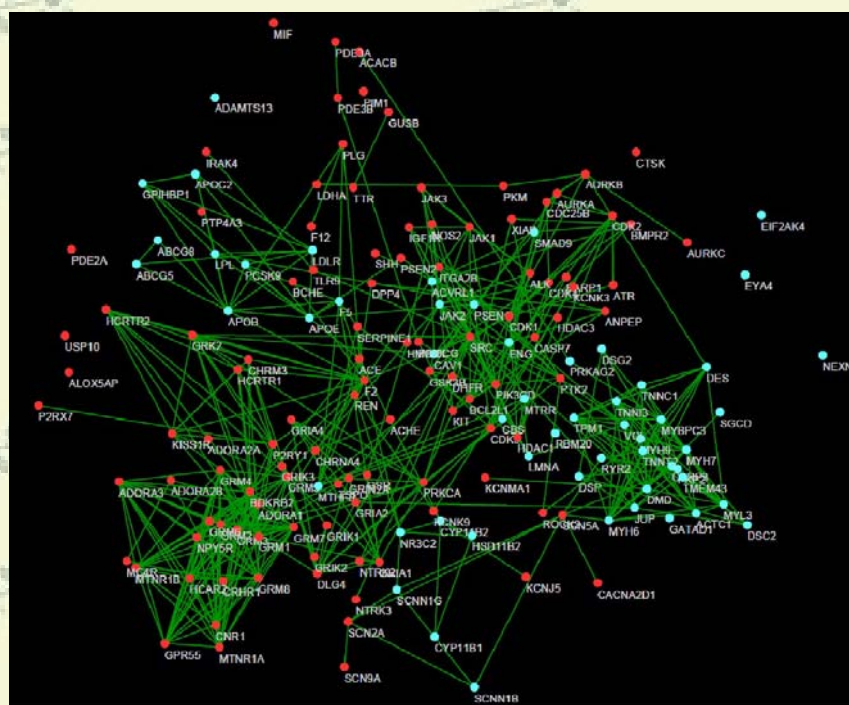 MIF
PDE3A
ACACB
ADAMTS13
PDE3B
PIM1
GUSB
PLG
IRAK4
CTSK
APOC2
GPIHBP1
LDHA
TTR
JAK3
PKM
AURKB
AURKA
CDC25B
PTP4A3
F12
NOS2
JAK1
SMAD9
CDK2
BMPR2
EIF2AK4
ABCG8
AURKC
PDE2A
ABCG5
LPL
PCSK9
LDLR
TLR9
SHH
PSEN2
ITGA2B
ALK
EYA4
BCHE
DPP4
ACVRL1
PARP1
KCNK3
ATR
HCRTR2
APOB
APOE
F5
JAK2
CDK1
HDAC3
ANPEP
USP10
GRK7
SERPINE1
SRC
ENG
CASP7
NEXN
ALOX5AP
CHRM3
HCRTR1
ACE
CAV1
PRKAG2
DSG2
DES
F2
DHFR
PIK3CD
PTK2
P2RX7
REN
BCL2L1
MTRR
TNNC1
TNNI3
KISS1R
ADORA2A
GRIA4
ACHE
KIT
CBS
TPM1
MYBPC3
SGCD
P2RY1
CHRNA4
HDAC1
RBM20
LMNA
RYR2
MYH7
ADORA3
ADORA2B
GRM4
GRIK3
GRM5
PRKCA
KCNMA1
DSP
TMEM43
BDKRB2
ADORA1
GRIA2
DMD
MYL3
NPY5R
GRM1
GRM7
GRIK1
KCNK9
CYP11B2
MYH6
JUP
GATAD1
ACTC1
DSC2
NR3C2
HSD11B2
MC4R
MTNR1B
GRIK2
DLG4
HCAR2
CRHR1
GRM8
NTRK3
SCNN1G
KCNJ5
CACNA2D1
CNR1
SCN2A
GPR55
MTNR1A
SCN9A
CYP11B1
SCNN1B